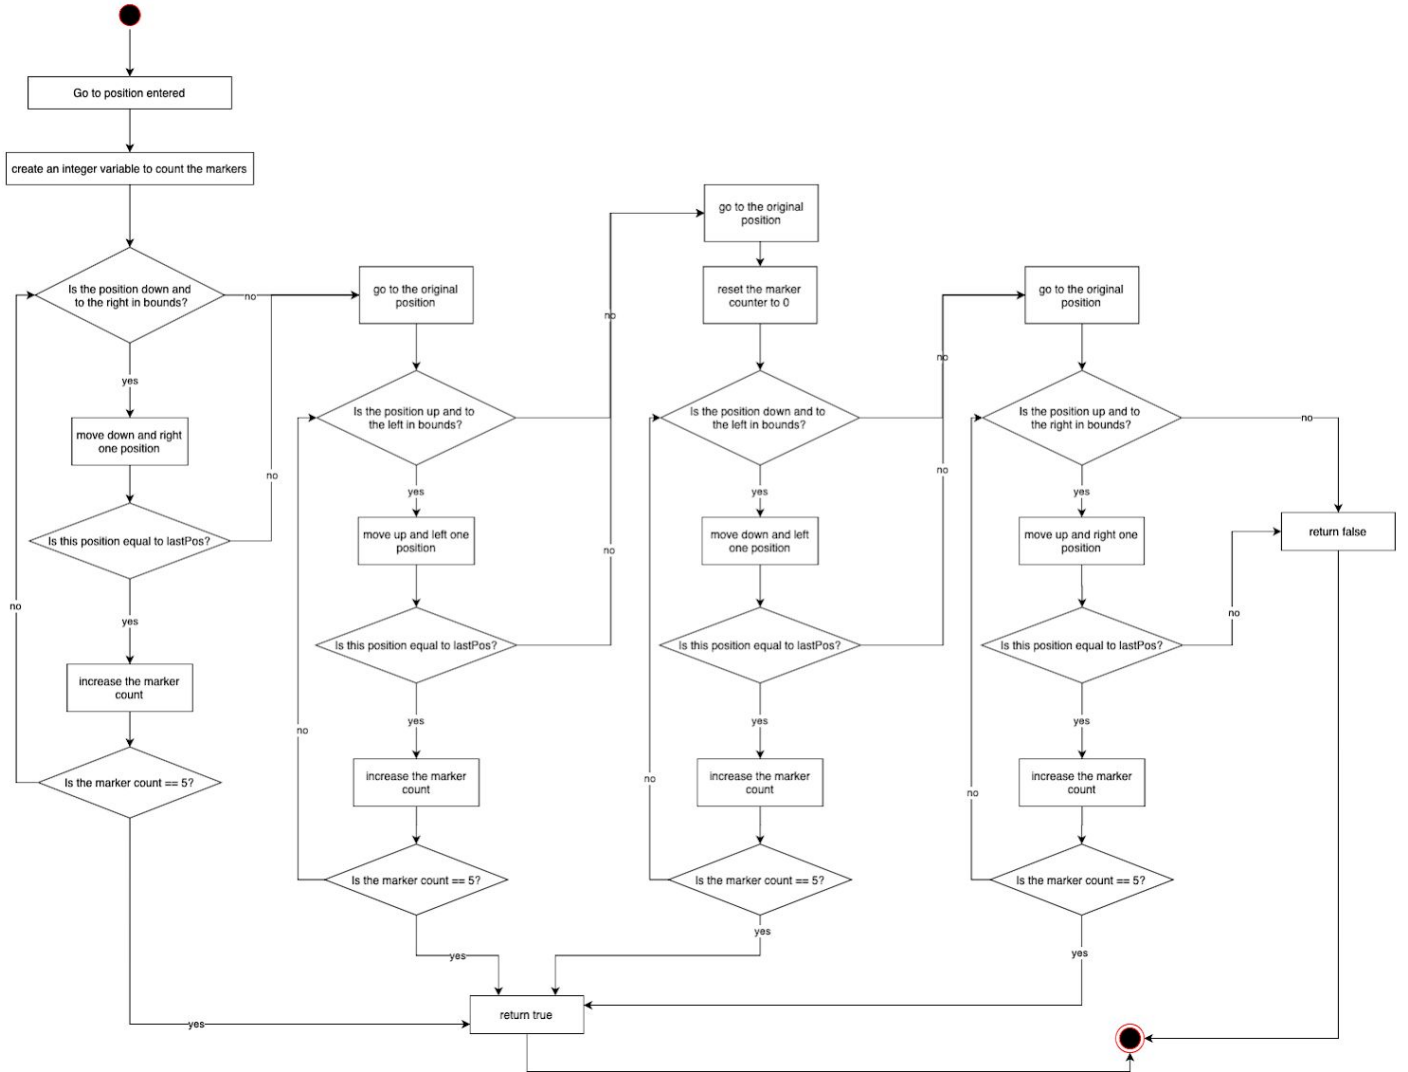 Go to position entered
create an integer variable to count the markers
Is the position down and
to the right in bounds?
no
yes
move down and right
one position
no
Is this position equal to lastPos?
no
yes
increase the marker
count
Is the marker count == 5?
yes
go to the original
position
no
Is the position up and to
the left in bounds?
yes
move up and left one
position
no
Is this position equal to lastPos?
yes
no
increase the marker
count
Is the marker count == 5?
yes
go to the original
position
reset the marker
counter to 0
no
Is the position down and to
the left in bounds?
no
yes
move down and left
one position
Is this position equal to lastPos?
yes
no
increase the marker
count
Is the marker count == 5?
yes
go to the original
position
Is the position up and to
the right in bounds?
no
yes
move up and right one
position
return false
no
Is this position equal to lastPos?
yes
no
increase the marker
count
Is the marker count == 5?
yes
return true